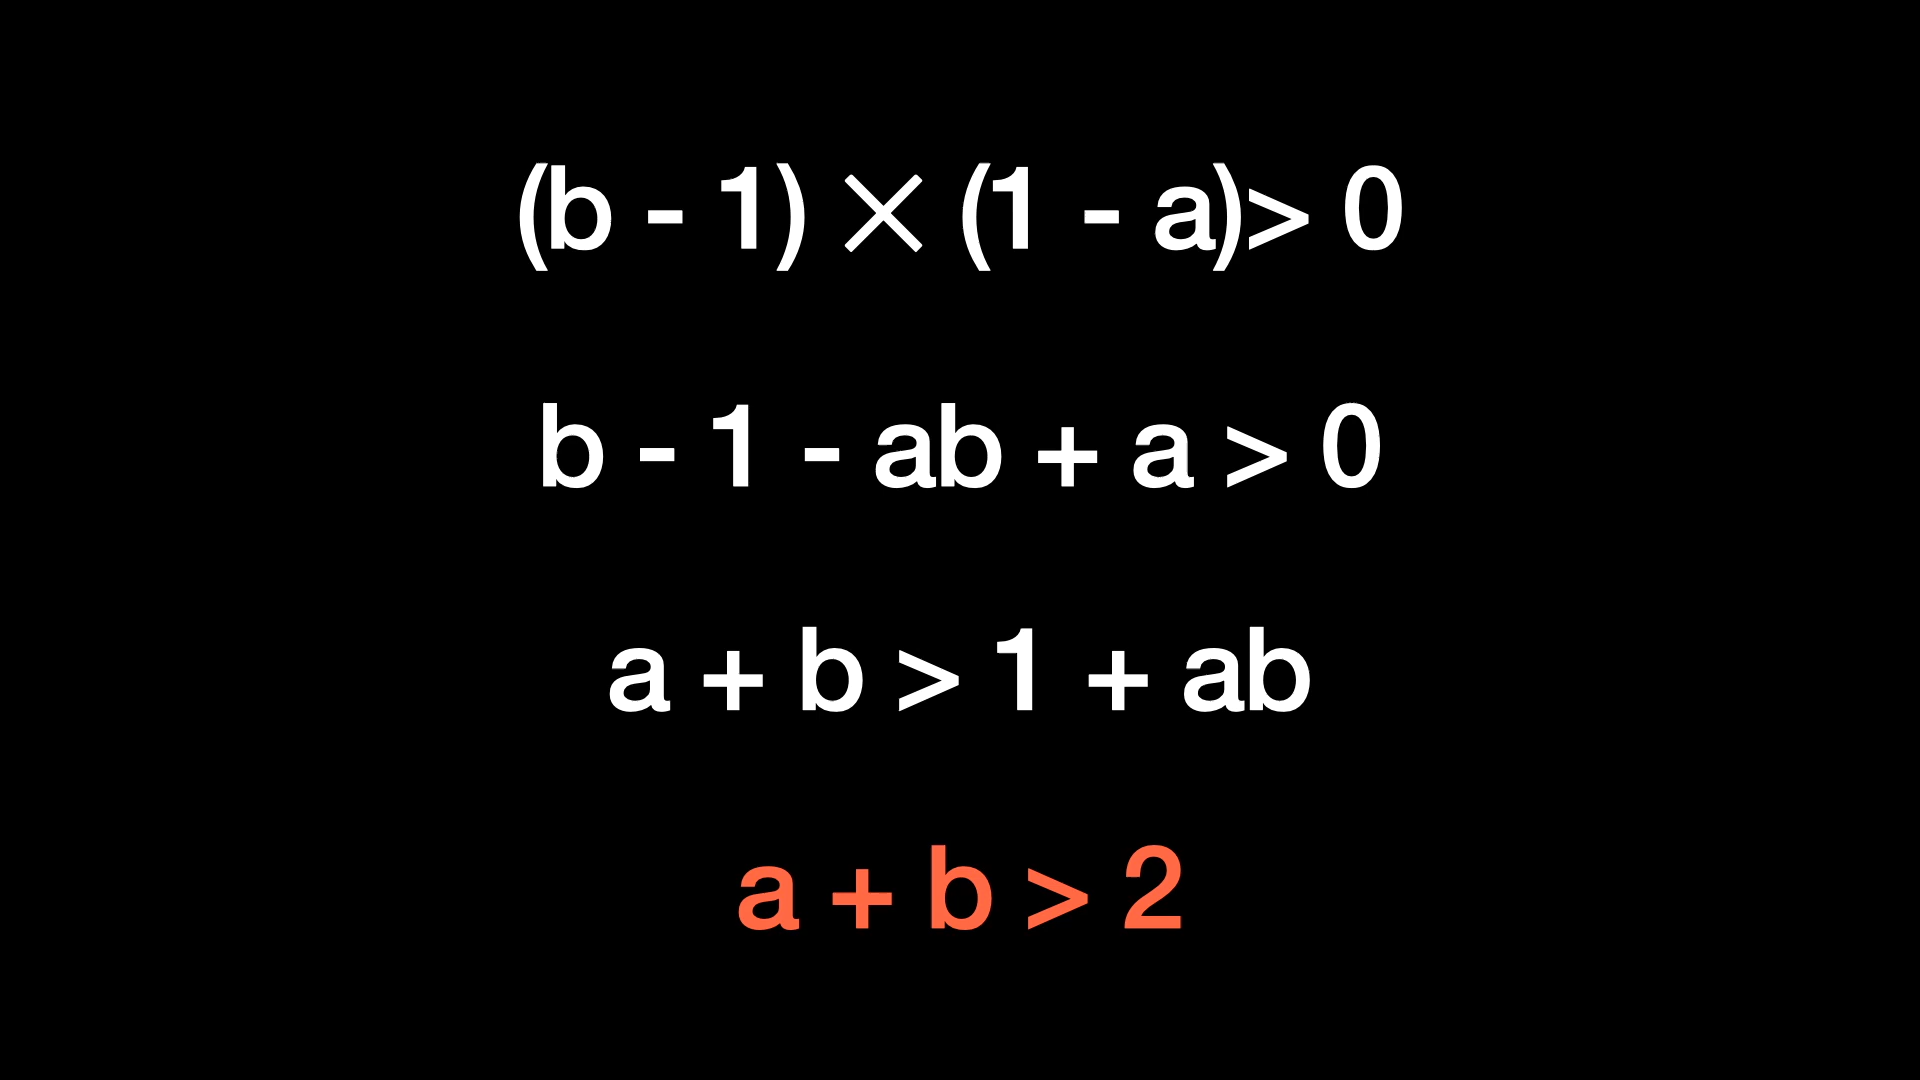 (b - 1) × (1 - a)> 0
b - 1 - ab + a > 0
a + b > 1 + ab
a + b > 2